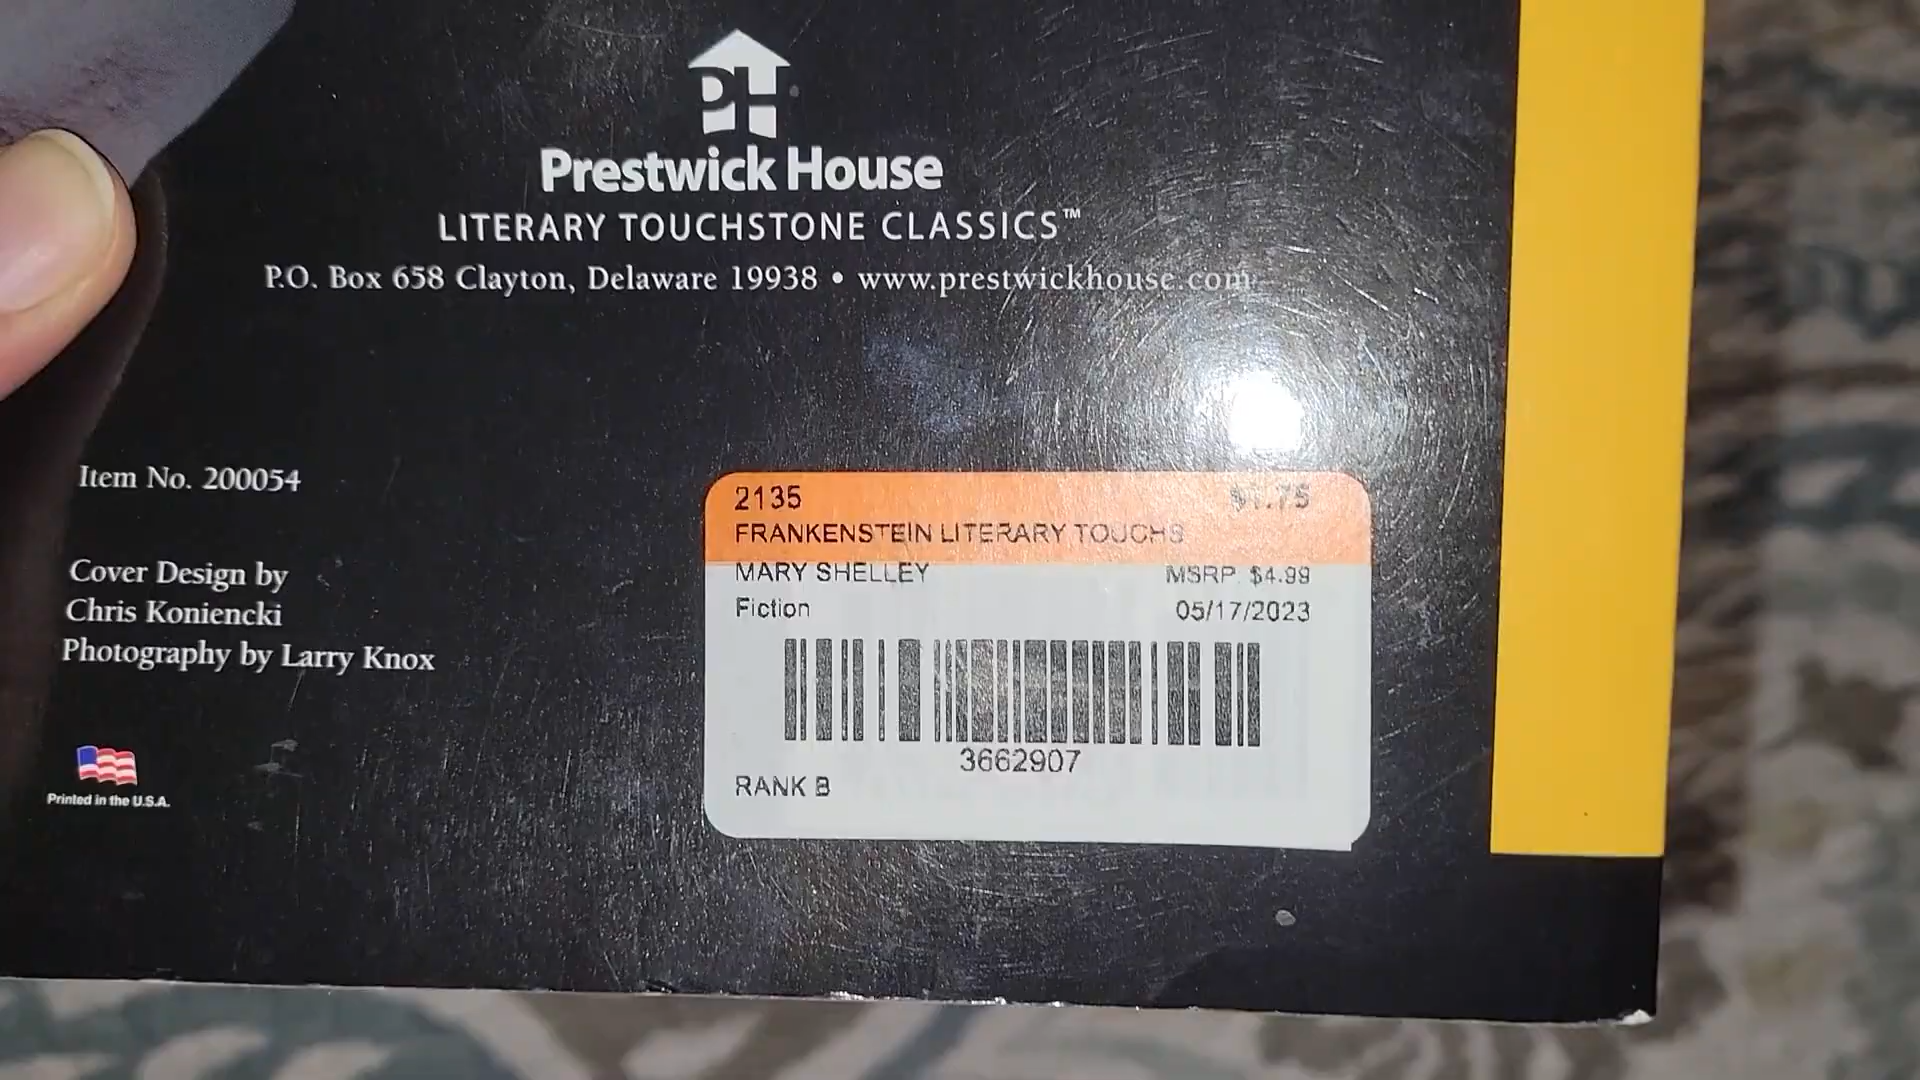 PH
Prestwick House
LITERARY TOUCHSTONE CLASSICS™
P.O. Box 658 Clayton, Delaware 19938 • www.prestwickhouse.com
Item No. 200054
Cover Design by
Chris Koniencki
Photography by Larry Knox
Printed in the U.S.A.
2135 $1.75
FRANKENSTEIN LITERARY TOUCHS
MARY SHELLEY MSRP $4.99
Fiction 05/17/2023
3662907
RANK B